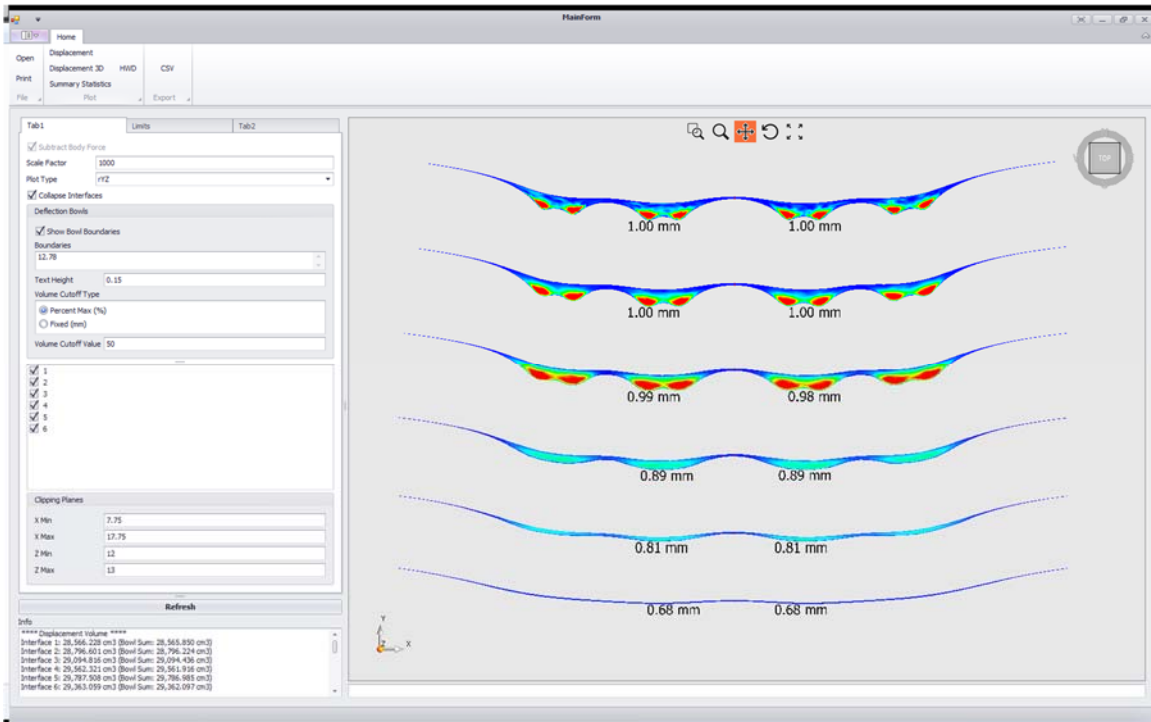 MainForm
Home
Open
Print
File
Displacement
Displacement 3D
HWD
Summary Statistics
Plot
CSV
Export
Tab1
Limits
Tab2
Subtract Body Force
Scale Factor 1000
Plot Type rYZ
Collapse Interfaces
Deflection Bowls
Show Bowl Boundaries
Boundaries
12.78
Text Height 0.15
Volume Cutoff Type
Percent Max (%)
Fixed (mm)
Volume Cutoff Value 50
1
2
3
4
5
6
Clipping Planes
X Min 7.75
X Max 17.75
Z Min 12
Z Max 13
Refresh
Info
**** Displacement Volume ****
Interface 1: 28,566.228 cm3 (Bowl Sum: 28,565.850 cm3)
Interface 2: 28,796.601 cm3 (Bowl Sum: 28,796.224 cm3)
Interface 3: 29,094.816 cm3 (Bowl Sum: 29,094.436 cm3)
Interface 4: 29,562.321 cm3 (Bowl Sum: 29,561.916 cm3)
Interface 5: 29,787.508 cm3 (Bowl Sum: 29,786.985 cm3)
Interface 6: 29,363.059 cm3 (Bowl Sum: 29,362.097 cm3)
TOP
1.00 mm 1.00 mm
1.00 mm 1.00 mm
0.99 mm 0.98 mm
0.89 mm 0.89 mm
0.81 mm 0.81 mm
0.68 mm 0.68 mm
Y
Z
X